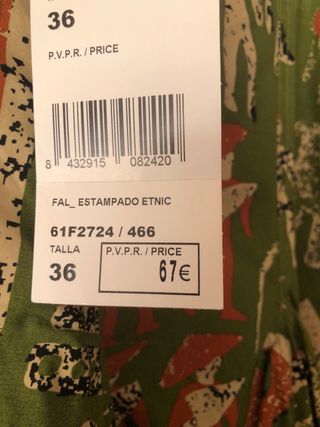 36
P.V.P.R. / PRICE
8 432915 082420
FAL_ ESTAMPADO ETNIC
61F2724 / 466
TALLA
36
P.V.P.R. / PRICE
67€